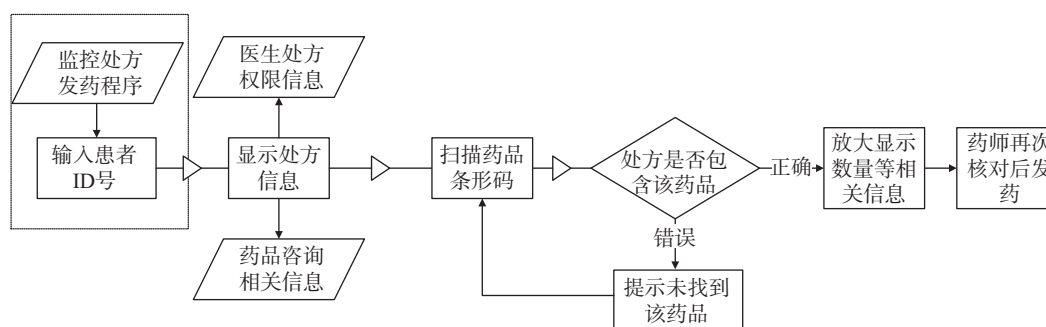 监控处方
发药程序
输入患者
ID号
医生处方
权限信息
显示处方
信息
药品咨询
相关信息
扫描药品
条形码
处方是否包
含该药品
正确
错误
提示未找到
该药品
放大显示
数量等相
关信息
药师再次
核对后发
药